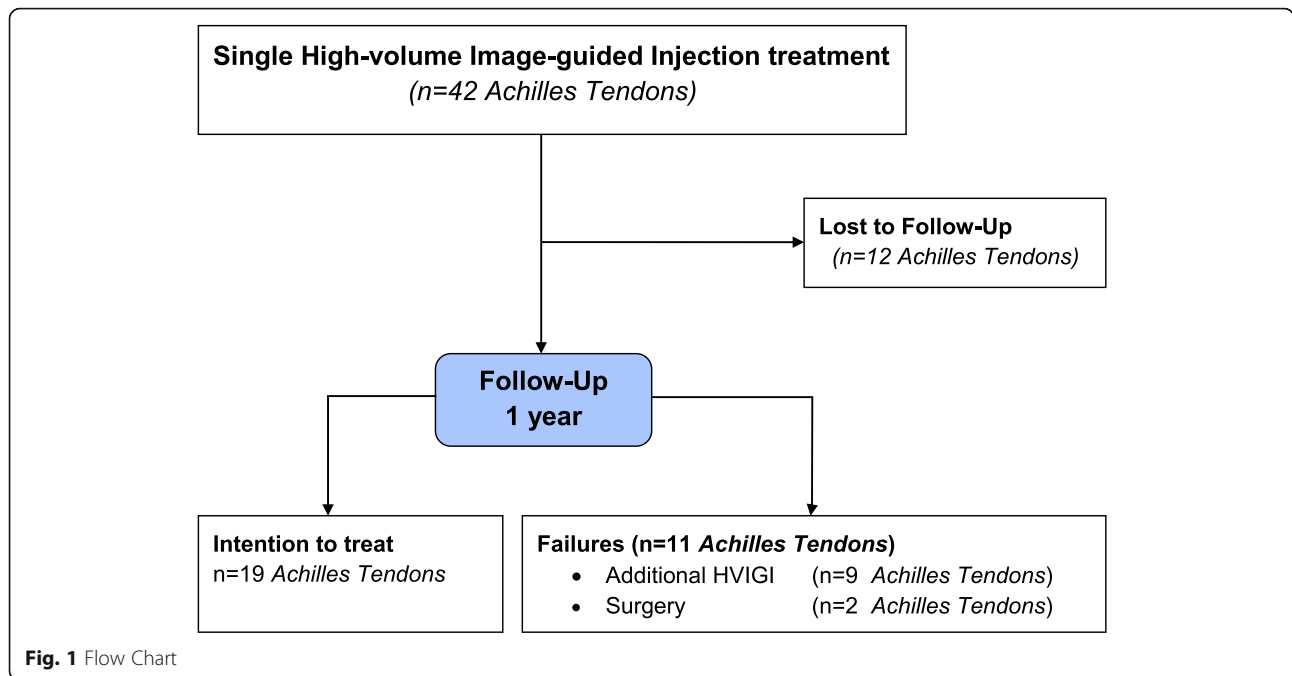 Single High-volume Image-guided Injection treatment
(n=42 Achilles Tendons)
Lost to Follow-Up
(n=12 Achilles Tendons)
Follow-Up
1 year
Intention to treat
n=19 Achilles Tendons
Failures (n=11 Achilles Tendons)
• Additional HVIGI (n=9 Achilles Tendons)
• Surgery (n=2 Achilles Tendons)
Fig. 1 Flow Chart